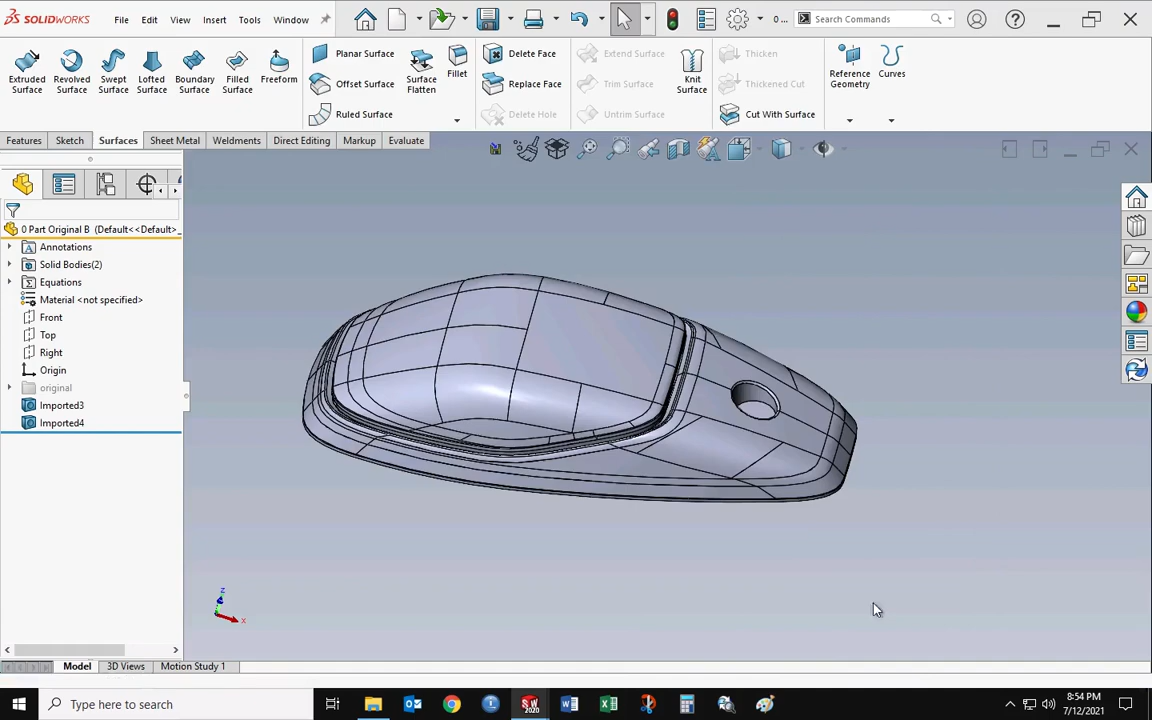 SOLIDWORKS File Edit View Insert Tools Window 0 ... Search Commands
Extruded Surface
Revolved Surface
Swept Surface
Lofted Surface
Boundary Surface
Filled Surface
Freeform
Planar Surface
Offset Surface
Ruled Surface
Surface Flatten
Fillet
Delete Face
Replace Face
Delete Hole
Extend Surface
Trim Surface
Untrim Surface
Knit Surface
Thicken
Thickened Cut
Cut With Surface
Reference Geometry
Curves
Features Sketch Surfaces Sheet Metal Weldments Direct Editing Markup Evaluate
0 Part Original B (Default<<Default>_
Annotations
Solid Bodies(2)
Equations
Material <not specified>
Front
Top
Right
Origin
original
Imported3
Imported4
z
x
Model 3D Views Motion Study 1
Type here to search
SW 2020
8:54 PM
7/12/2021